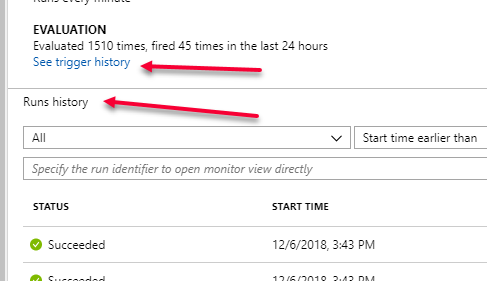 Runs every minute
EVALUATION
Evaluated 1510 times, fired 45 times in the last 24 hours
See trigger history
Runs history
All
Start time earlier than
Specify the run identifier to open monitor view directly
STATUS
START TIME
Succeeded
12/6/2018, 3:43 PM
Succeeded
12/6/2018, 3:43 PM